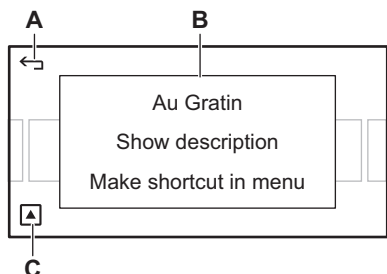 A B
Au Gratin
Show description
Make shortcut in menu
C